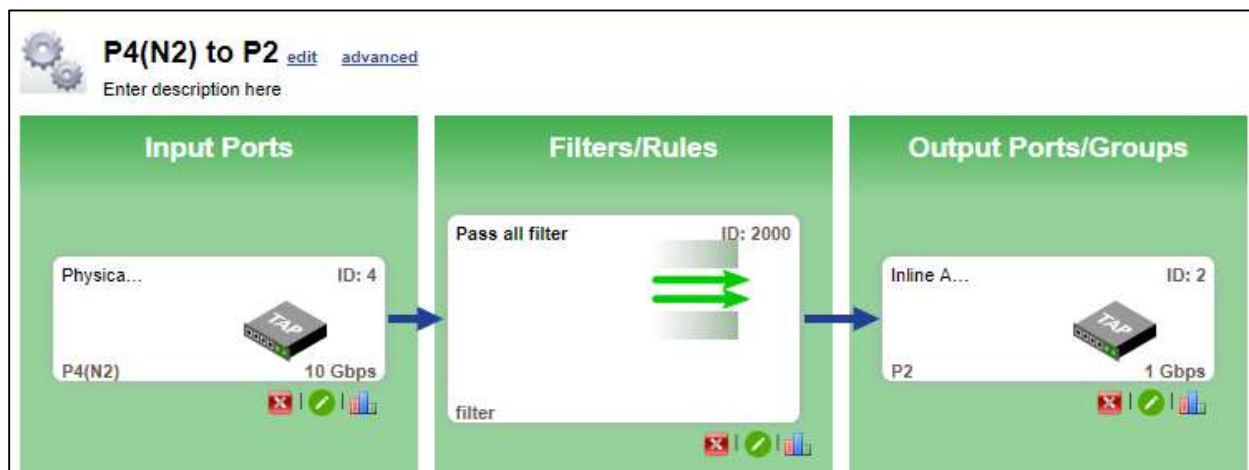 P4(N2) to P2 edit advanced
Enter description here
Input Ports
Physica... ID: 4
TAP
P4(N2) 10 Gbps
Filters/Rules
Pass all filter ID: 2000
filter
Output Ports/Groups
Inline A... ID: 2
TAP
P2 1 Gbps